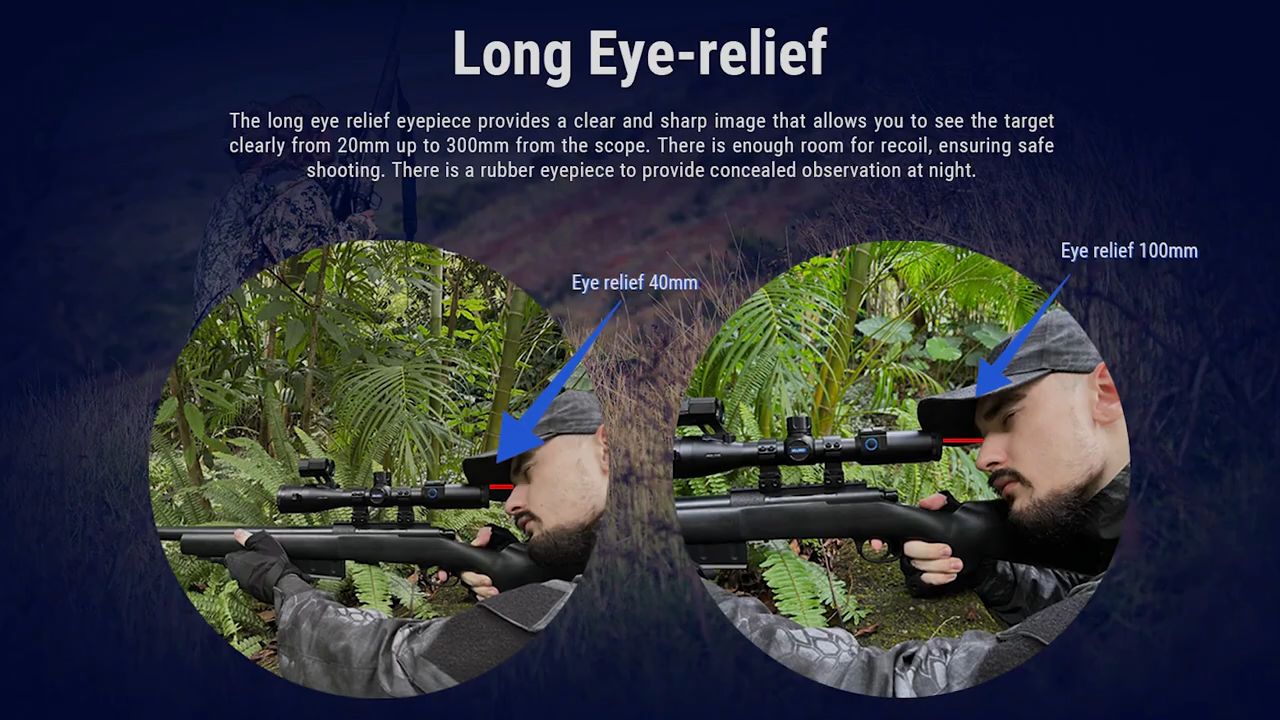 Long Eye-relief
The long eye relief eyepiece provides a clear and sharp image that allows you to see the target
clearly from 20mm up to 300mm from the scope. There is enough room for recoil, ensuring safe
shooting. There is a rubber eyepiece to provide concealed observation at night.
Eye relief 40mm
Eye relief 100mm